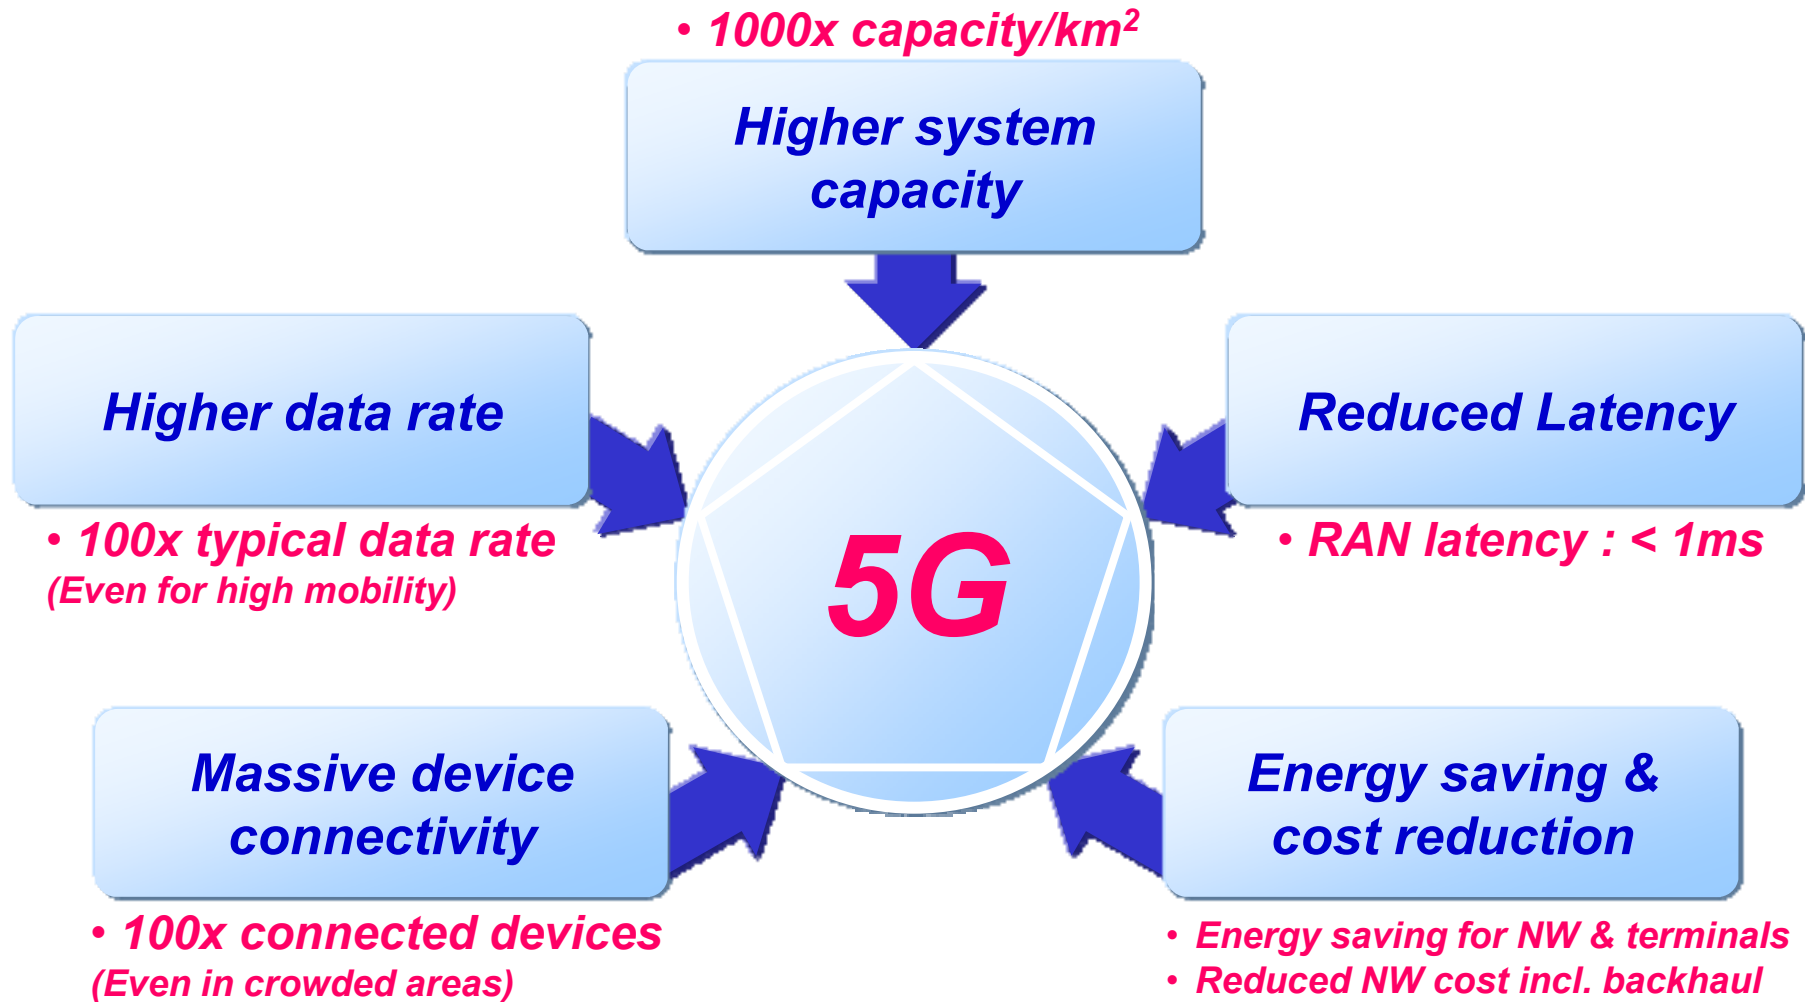 • 1000x capacity/km²
Higher system
capacity
Higher data rate
• 100x typical data rate
(Even for high mobility)
Reduced Latency
• RAN latency : < 1ms
5G
Massive device
connectivity
• 100x connected devices
(Even in crowded areas)
Energy saving &
cost reduction
• Energy saving for NW & terminals
• Reduced NW cost incl. backhaul